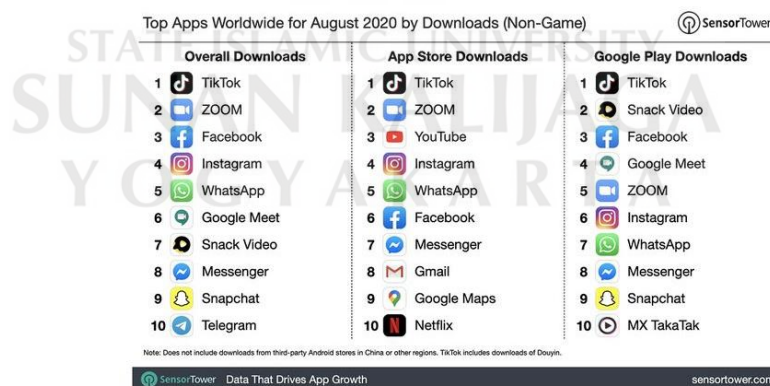 Top Apps Worldwide for August 2020 by Downloads (Non-Game)
SensorTower
STATE ISLAMIC UNIVERSITY
SUNAN KALIJAGA
YOGYAKARTA
Overall Downloads
1 TikTok
2 ZOOM
3 Facebook
4 Instagram
5 WhatsApp
6 Google Meet
7 Snack Video
8 Messenger
9 Snapchat
10 Telegram
App Store Downloads
1 TikTok
2 ZOOM
3 YouTube
4 Instagram
5 WhatsApp
6 Facebook
7 Messenger
8 Gmail
9 Google Maps
10 Netflix
Google Play Downloads
1 TikTok
2 Snack Video
3 Facebook
4 Google Meet
5 ZOOM
6 Instagram
7 WhatsApp
8 Messenger
9 Snapchat
10 MX TakaTak
Note: Does not include downloads from third-party Android stores in China or other regions. TikTok includes downloads of Douyin.
SensorTower Data That Drives App Growth
sensortower.com